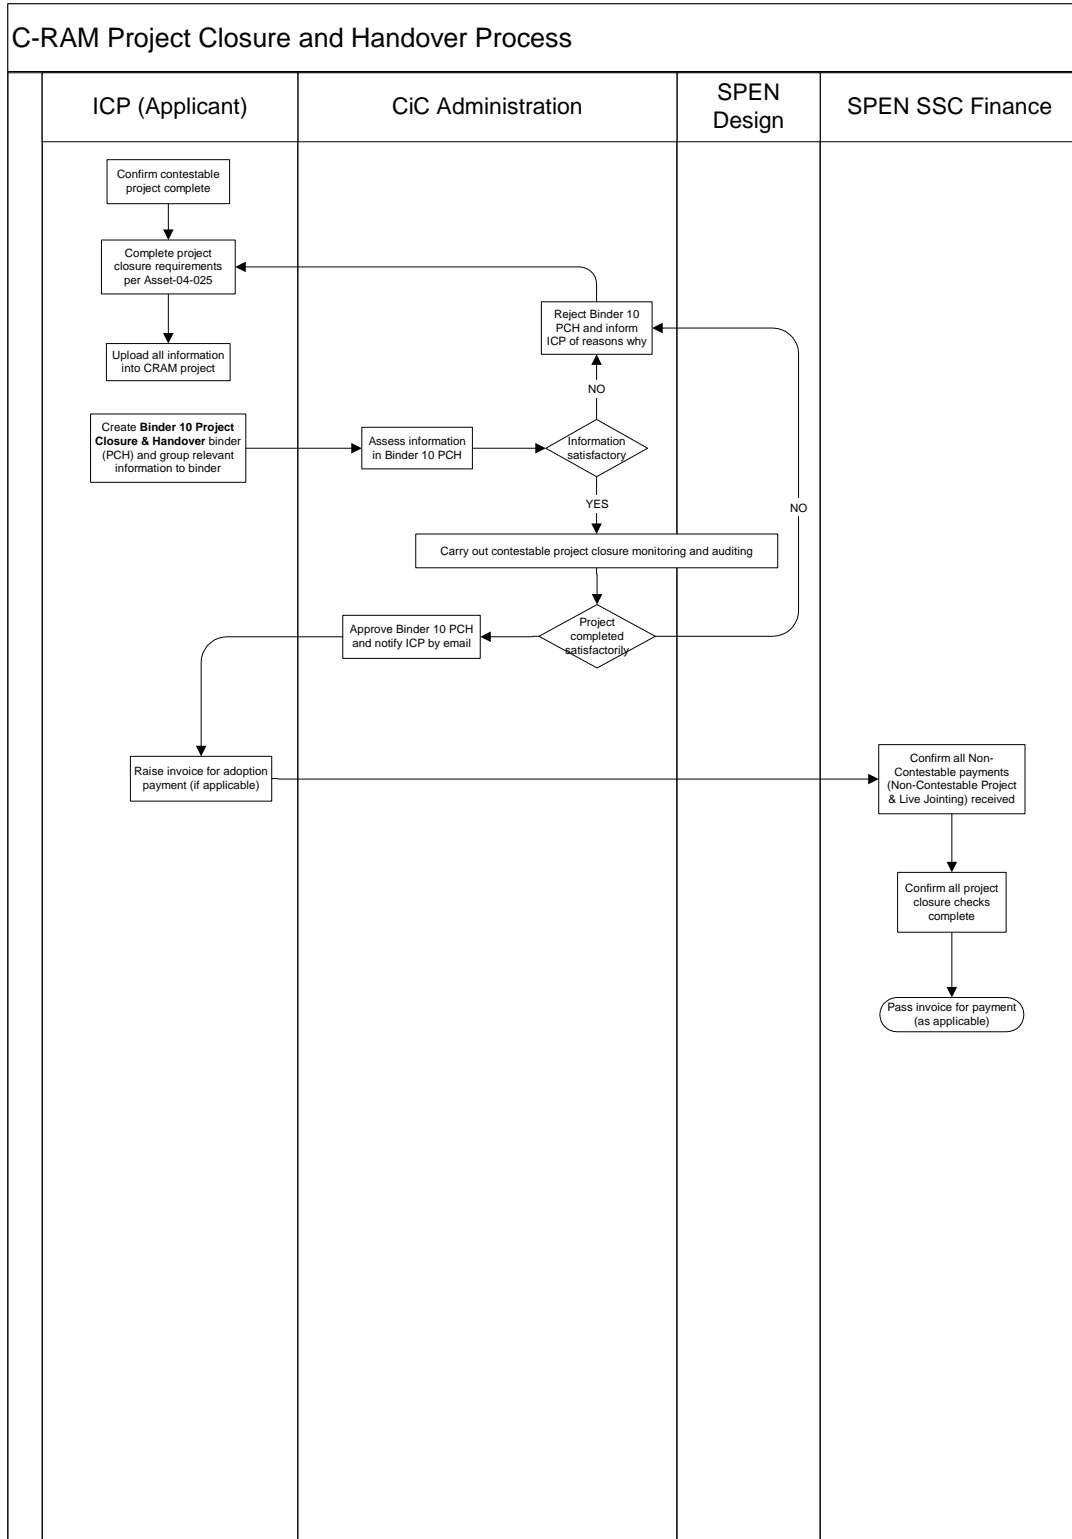 C-RAM Project Closure and Handover Process
ICP (Applicant)
CiC Administration
SPEN
Design
SPEN SSC Finance
Confirm contestable
project complete
Complete project
closure requirements
per Asset-04-025
Upload all information
into CRAM project
Reject Binder 10
PCH and inform
ICP of reasons why
NO
Create Binder 10 Project
Closure & Handover binder
(PCH) and group relevant
information to binder
Assess information
in Binder 10 PCH
Information
satisfactory
YES
NO
Carry out contestable project closure monitoring and auditing
Approve Binder 10 PCH
and notify ICP by email
Project
completed
satisfactorily
Raise invoice for adoption
payment (if applicable)
Confirm all Non-
Contestable payments
(Non-Contestable Project
& Live Jointing) received
Confirm all project
closure checks
complete
Pass invoice for payment
(as applicable)